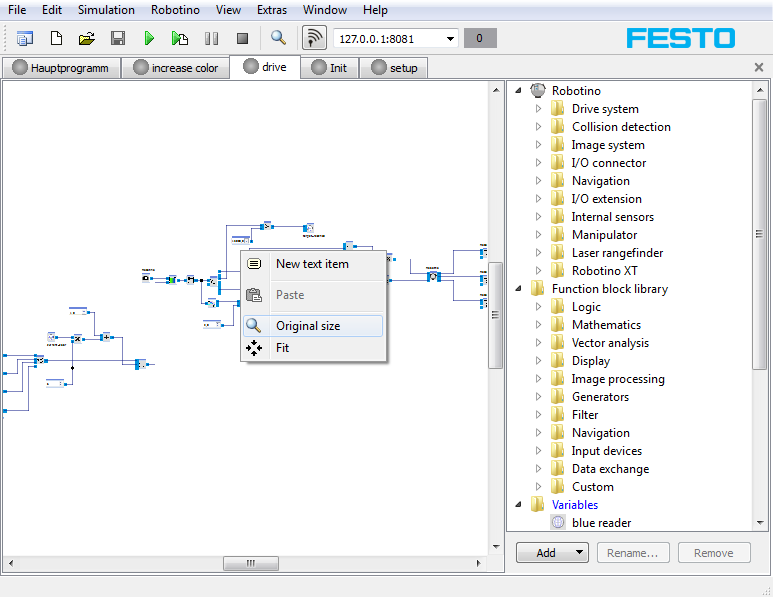 File Edit Simulation Robotino View Extras Window Help
127.0.0.1:8081 0 FESTO
Hauptprogramm increase color drive Init setup
New text item
Paste
Original size
Fit
Robotino
Drive system
Collision detection
Image system
I/O connector
Navigation
I/O extension
Internal sensors
Manipulator
Laser rangefinder
Robotino XT
Function block library
Logic
Mathematics
Vector analysis
Display
Image processing
Generators
Filter
Navigation
Input devices
Data exchange
Custom
Variables
blue reader
Add Rename... Remove